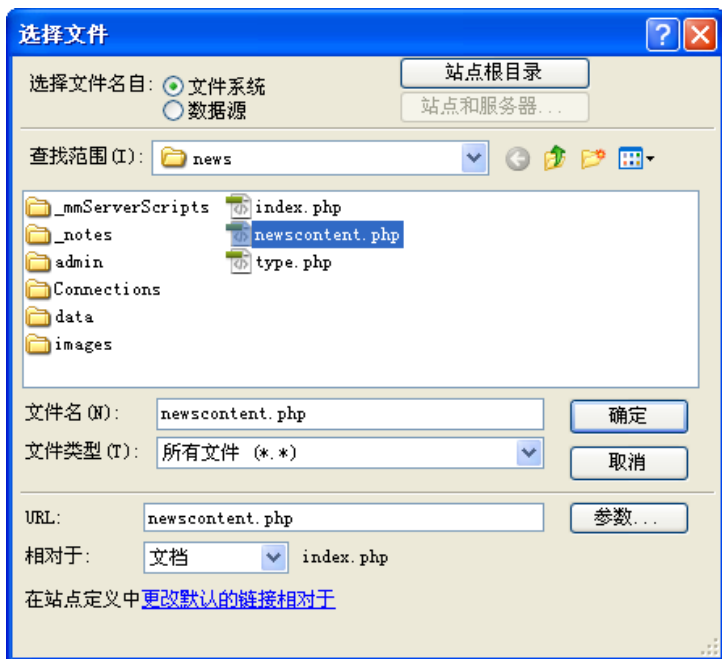 选择文件
选择文件名自: 文件系统 站点根目录
数据源 站点和服务器...
查找范围(I): news
_mmServerScripts index.php
_notes newscontent.php
admin type.php
Connections
data
images
文件名(N): newscontent.php 确定
文件类型(T): 所有文件 (*.*) 取消
URL: newscontent.php 参数...
相对于: 文档 index.php
在站点定义中更改默认的链接相对于